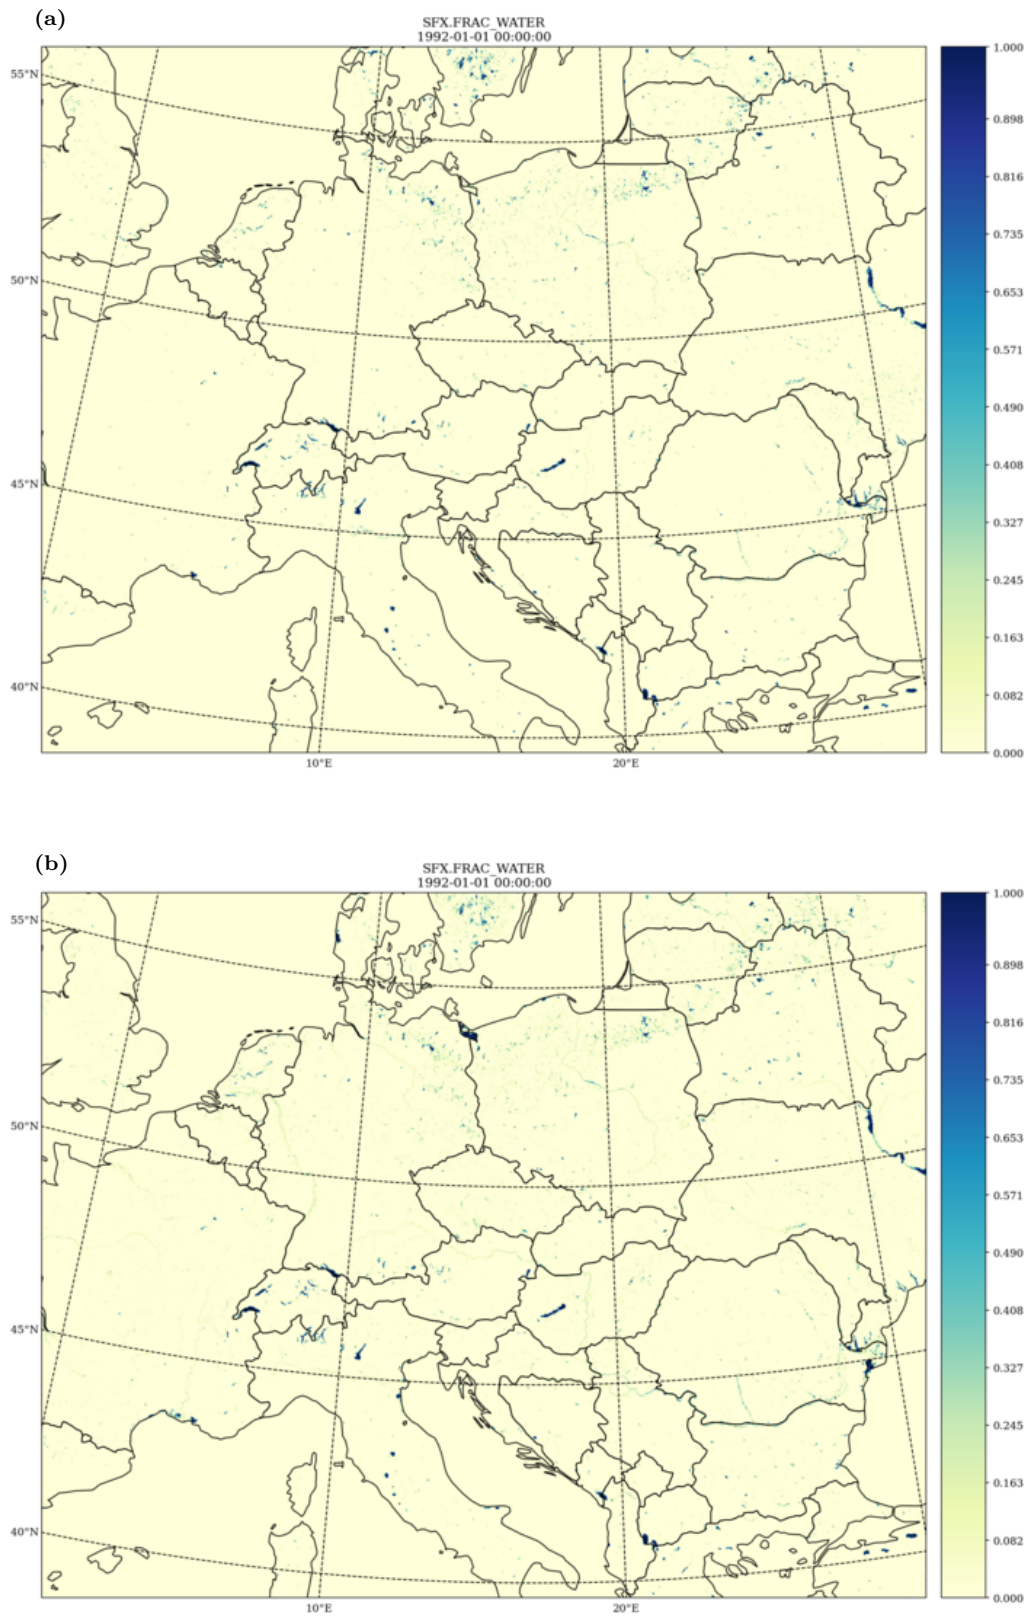 (a)
SFX.FRAC_WATER
1992-01-01 00:00:00
55°N
50°N
45°N
40°N
10°E
20°E
1.000
0.898
0.816
0.735
0.653
0.571
0.490
0.408
0.327
0.245
0.163
0.082
0.000
(b)
SFX.FRAC_WATER
1992-01-01 00:00:00
55°N
50°N
45°N
40°N
10°E
20°E
1.000
0.898
0.816
0.735
0.653
0.571
0.490
0.408
0.327
0.245
0.163
0.082
0.000